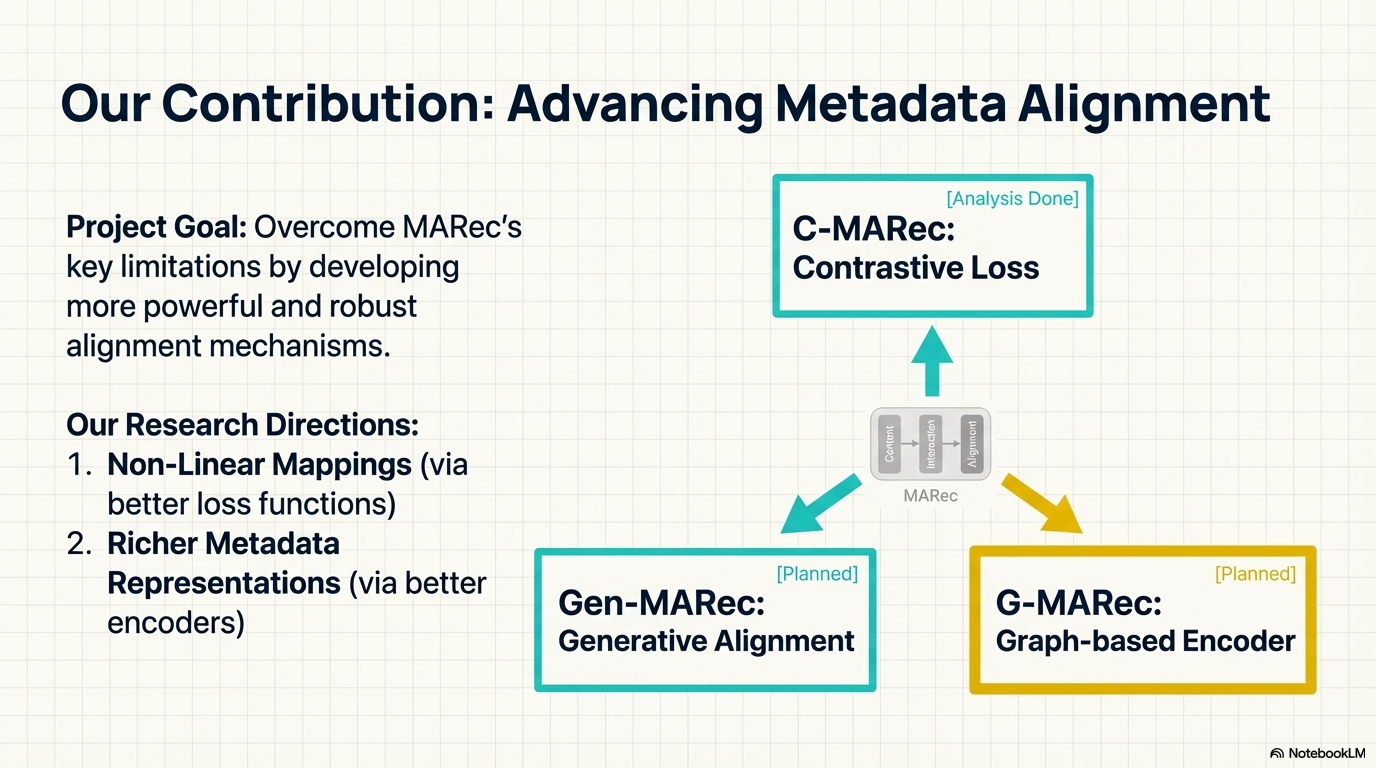 Our Contribution: Advancing Metadata Alignment
Project Goal: Overcome MARec's
key limitations by developing
more powerful and robust
alignment mechanisms.
Our Research Directions:
1. Non-Linear Mappings (via
better loss functions)
2. Richer Metadata
Representations (via better
encoders)
[Analysis Done]
C-MARec:
Contrastive Loss
Content
Interaction
Alignment
MARec
[Planned]
Gen-MARec:
Generative Alignment
[Planned]
G-MARec:
Graph-based Encoder
NotebookLM